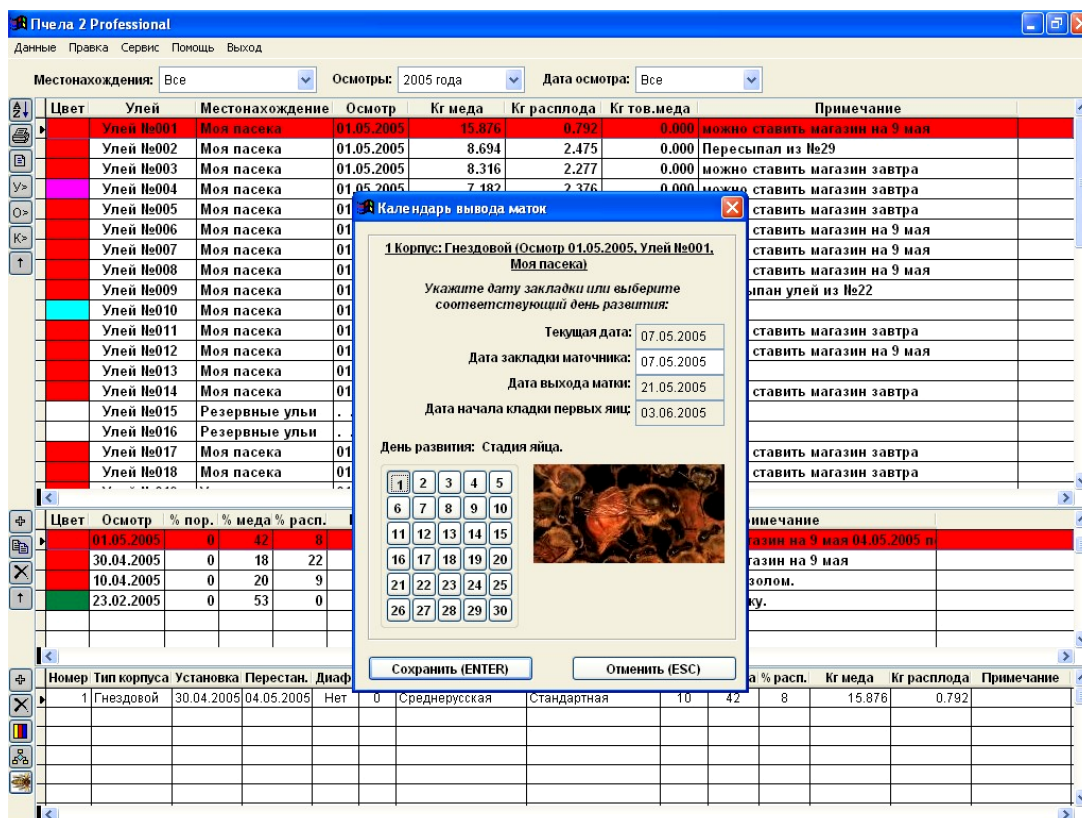 Пчела 2 Professional
Данные Правка Сервис Помощь Выход
Местонахождения: Все Осмотры: 2005 года Дата осмотра: Все
Цвет Улей Местонахождение Осмотр Кг меда Кг расплода Кг тов.меда Примечание
Улей №001 Моя пасека 01.05.2005 15.876 0.792 0.000 можно ставить магазин на 9 мая
Улей №002 Моя пасека 01.05.2005 8.694 2.475 0.000 Пересыпал из №29
Улей №003 Моя пасека 01.05.2005 8.316 2.277 0.000 можно ставить магазин завтра
Улей №004 Моя пасека 01.05.2005 7.182 2.376 0.000 можно ставить магазин завтра
Улей №005 Моя пасека 01 ставить магазин завтра
Улей №006 Моя пасека 01 ставить магазин на 9 мая
Улей №007 Моя пасека 01 ставить магазин на 9 мая
Улей №008 Моя пасека 01 ставить магазин на 9 мая
Улей №009 Моя пасека 01 ыпан улей из №22
Улей №010 Моя пасека 01
Улей №011 Моя пасека 01 ставить магазин завтра
Улей №012 Моя пасека 01 ставить магазин на 9 мая
Улей №013 Моя пасека 01
Улей №014 Моя пасека 01 ставить магазин завтра
Улей №015 Резервные ульи . .
Улей №016 Резервные ульи . .
Улей №017 Моя пасека 01 ставить магазин завтра
Улей №018 Моя пасека 01 ставить магазин завтра
У»
О»
К»
Календарь вывода маток
1 Корпус: Гнездовой (Осмотр 01.05.2005, Улей №001,
Моя пасека)
Укажите дату закладки или выберите
соответствующий день развития:
Текущая дата: 07.05.2005
Дата закладки маточника: 07.05.2005
Дата выхода матки: 21.05.2005
Дата начала кладки первых яиц: 03.06.2005
День развития: Стадия яйца.
1 2 3 4 5
6 7 8 9 10
11 12 13 14 15
16 17 18 19 20
21 22 23 24 25
26 27 28 29 30
Сохранить (ENTER) Отменить (ESC)
Цвет Осмотр % пор. % меда % расп. имечание
01.05.2005 0 42 8 газин на 9 мая 04.05.2005 п
30.04.2005 0 18 22 газин на 9 мая
10.04.2005 0 20 9 золом.
23.02.2005 0 53 0 ку.
Номер Тип корпуса Установка Перестан. Диаф а % расп. Кг меда Кг расплода Примечание
1 Гнездовой 30.04.2005 04.05.2005 Нет 0 Среднерусская Стандартная 10 42 8 15.876 0.792